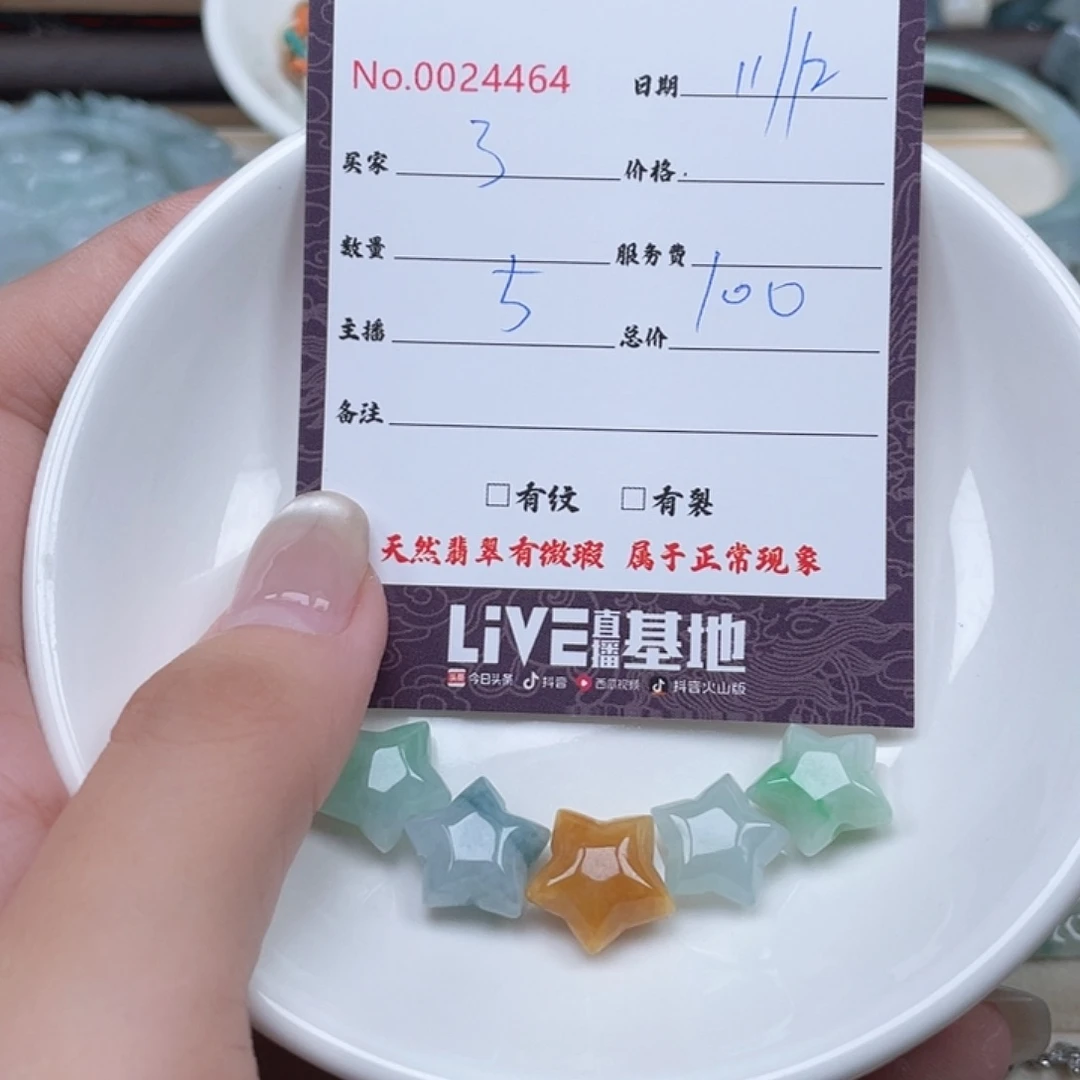 No.0024464 日期 11/12
买家 3 价格
数量 服务费
主播 5 总价 100
备注
□有纹 □有裂
天然翡翠有微瑕 属于正常现象
LiVE直播基地
今日头条 抖音 西瓜视频 抖音火山版